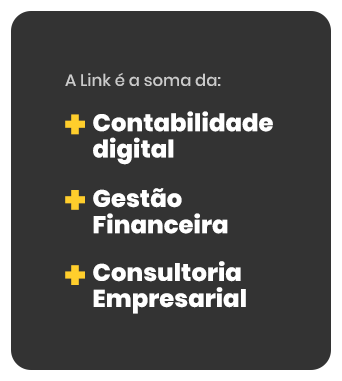 A Link é a soma da:
Contabilidade
digital
Gestão
Financeira
Consultoria
Empresarial